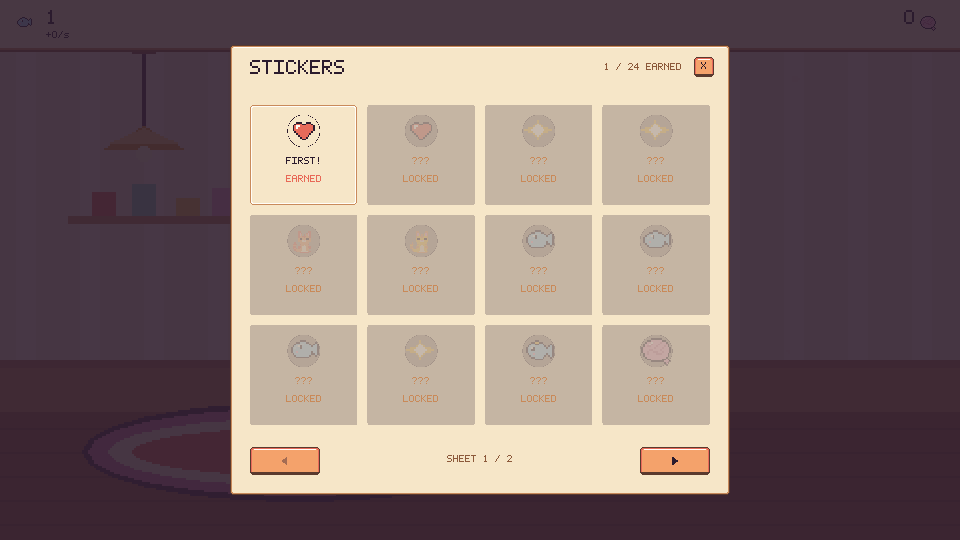 1
+0/s
0
STICKERS
1 / 24 EARNED
X
FIRST!
EARNED
???
LOCKED
???
LOCKED
???
LOCKED
???
LOCKED
???
LOCKED
???
LOCKED
???
LOCKED
???
LOCKED
???
LOCKED
???
LOCKED
???
LOCKED
SHEET 1 / 2